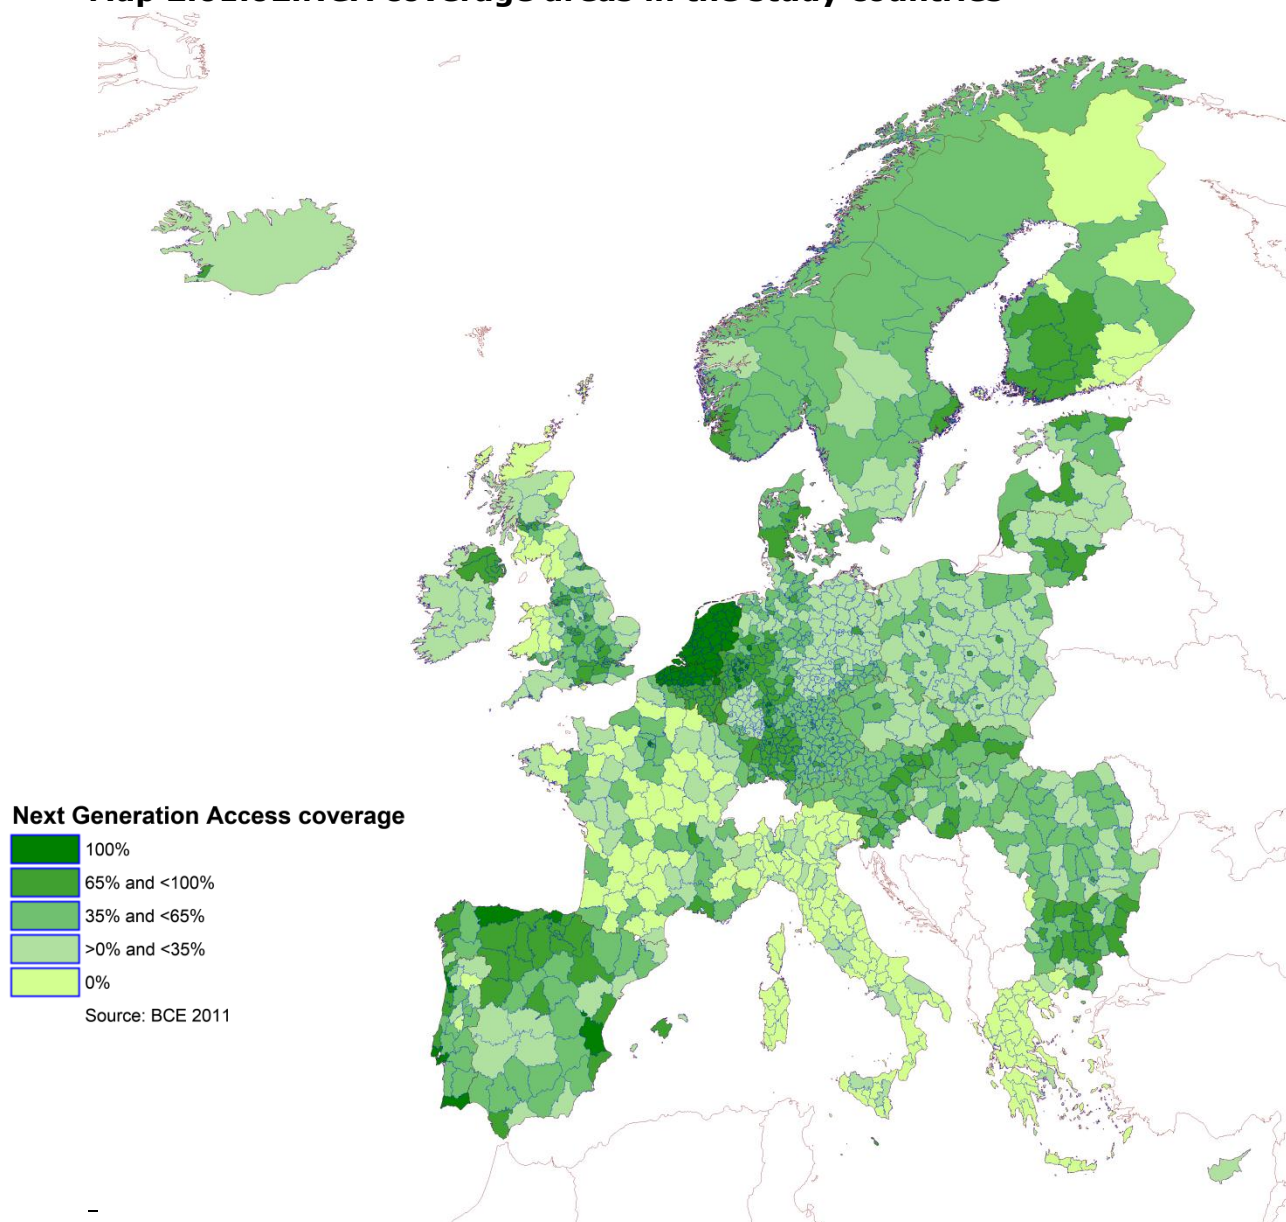 Next Generation Access coverage
100%
65% and <100%
35% and <65%
>0% and <35%
0%
Source: BCE 2011